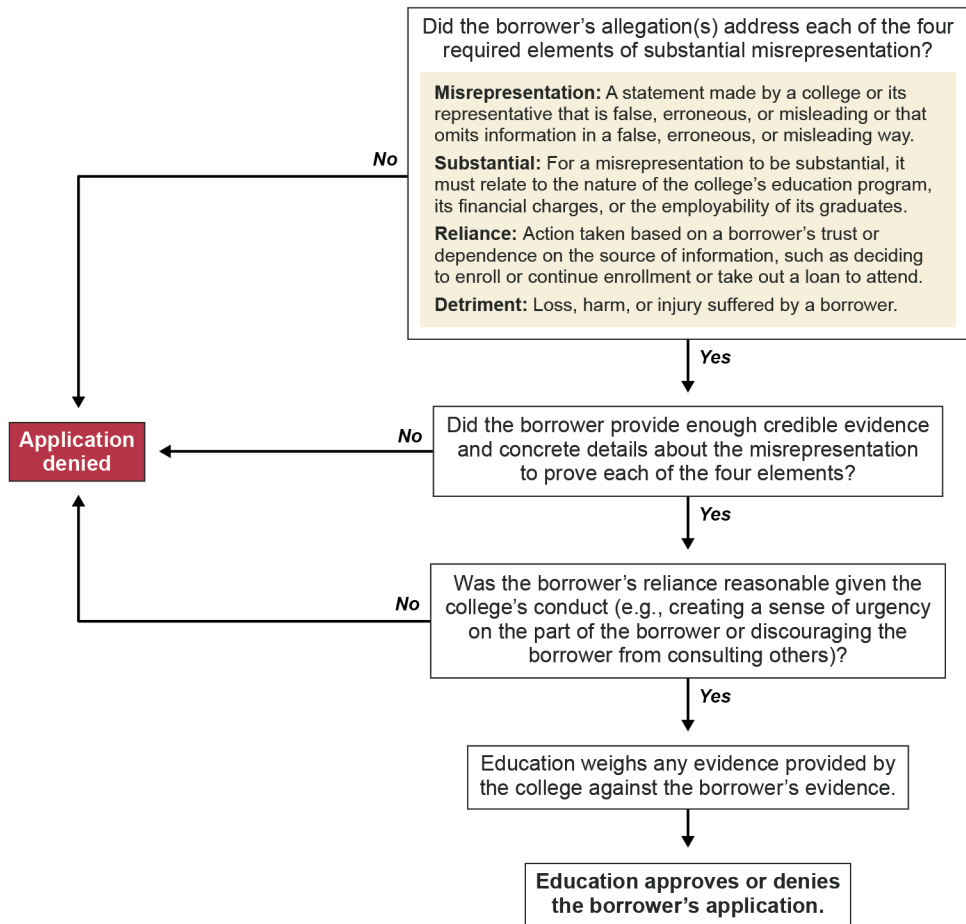 Did the borrower’s allegation(s) address each of the four
required elements of substantial misrepresentation?
Misrepresentation: A statement made by a college or its
representative that is false, erroneous, or misleading or that
omits information in a false, erroneous, or misleading way.
Substantial: For a misrepresentation to be substantial, it
must relate to the nature of the college’s education program,
its financial charges, or the employability of its graduates.
Reliance: Action taken based on a borrower’s trust or
dependence on the source of information, such as deciding
to enroll or continue enrollment or take out a loan to attend.
Detriment: Loss, harm, or injury suffered by a borrower.
No
Yes
Application
denied
No
Did the borrower provide enough credible evidence
and concrete details about the misrepresentation
to prove each of the four elements?
Yes
No
Was the borrower’s reliance reasonable given the
college’s conduct (e.g., creating a sense of urgency
on the part of the borrower or discouraging the
borrower from consulting others)?
Yes
Education weighs any evidence provided by
the college against the borrower’s evidence.
Education approves or denies
the borrower’s application.